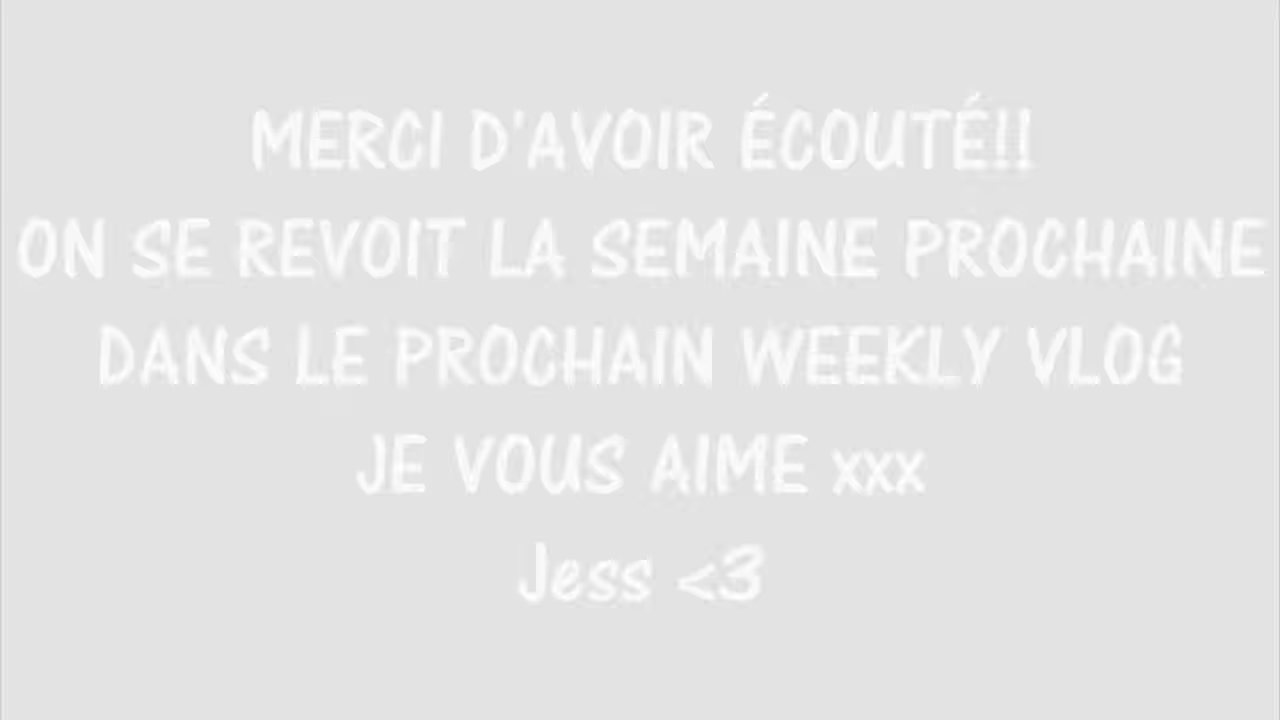 MERCI D'AVOIR ÉCOUTÉ!!
ON SE REVOIT LA SEMAINE PROCHAINE
DANS LE PROCHAIN WEEKLY VLOG
JE VOUS AIME xxx
Jess <3